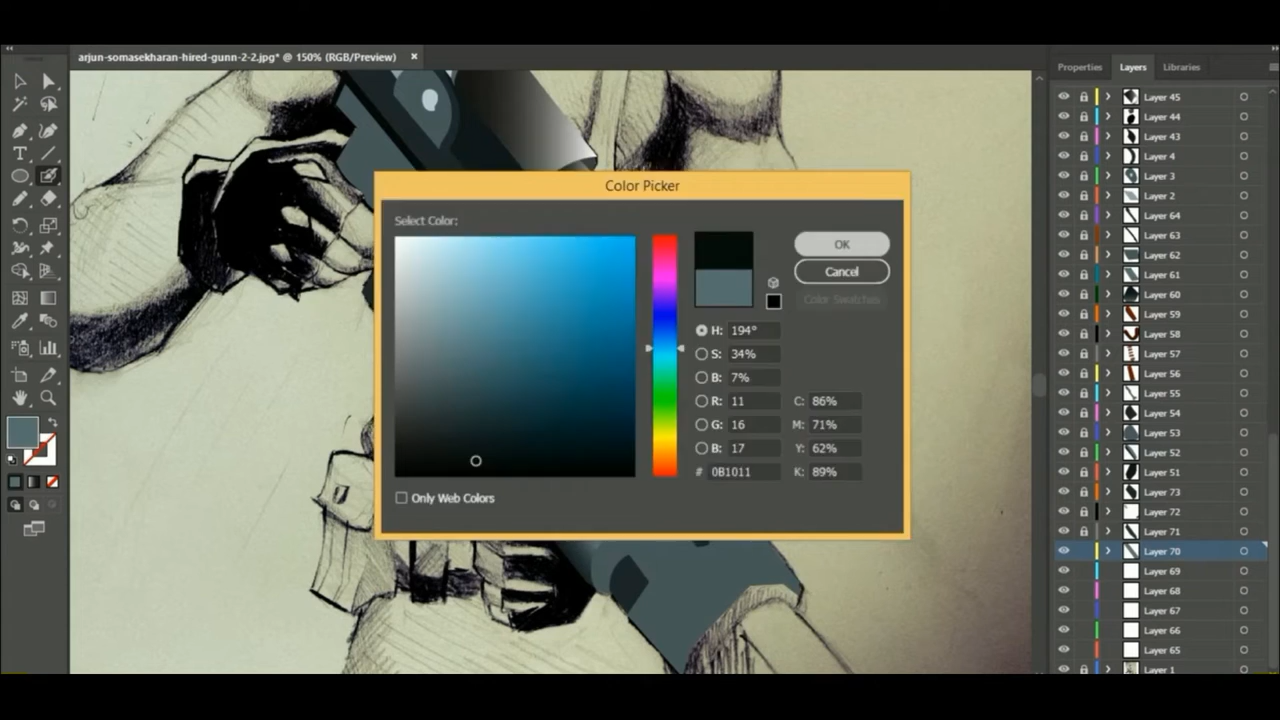 arjun-somasekharan-hired-gunn-2-2.jpg* @ 150% (RGB/Preview)
Properties
Layers
Libraries
Color Picker
Select Color:
OK
Cancel
Color Swatches
H: 194°
S: 34%
B: 7%
R: 11
C: 86%
G: 16
M: 71%
B: 17
Y: 62%
# 0B1011
K: 89%
Only Web Colors
Layer 45
Layer 44
Layer 43
Layer 4
Layer 3
Layer 2
Layer 64
Layer 63
Layer 62
Layer 61
Layer 60
Layer 59
Layer 58
Layer 57
Layer 56
Layer 55
Layer 54
Layer 53
Layer 52
Layer 51
Layer 73
Layer 72
Layer 71
Layer 70
Layer 69
Layer 68
Layer 67
Layer 66
Layer 65
Layer 1